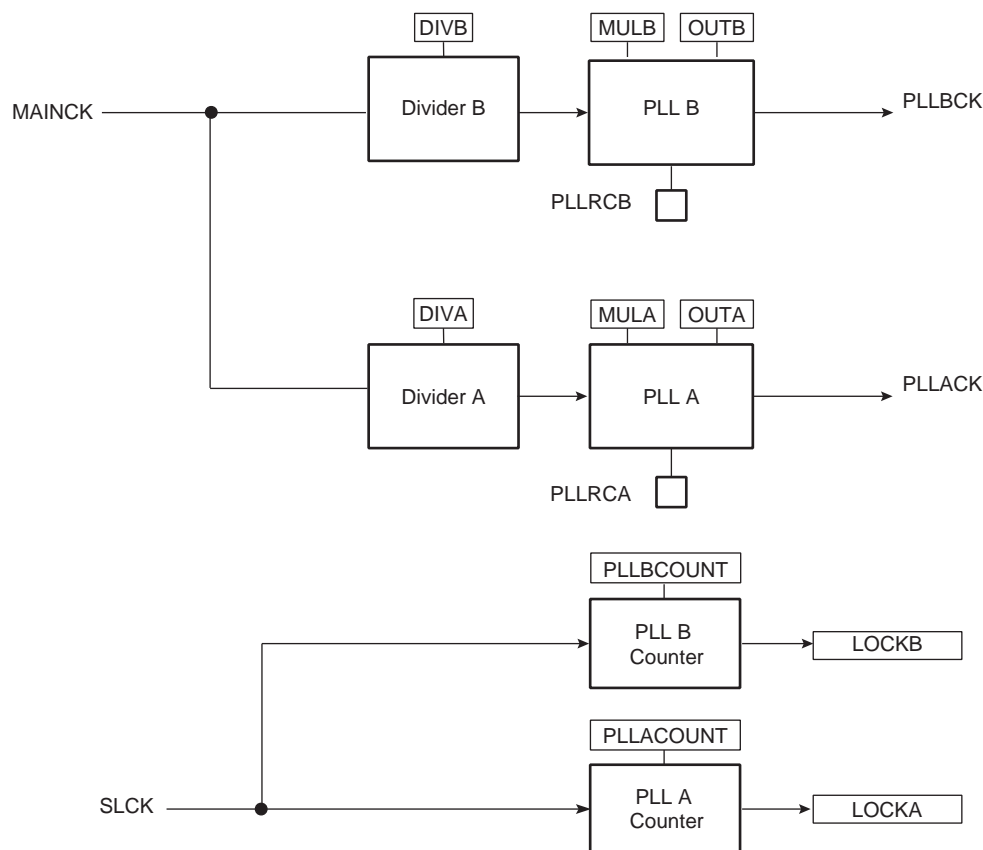 DIVB
MULB
OUTB
MAINCK
Divider B
PLL B
PLLBCK
PLLRCB
DIVA
MULA
OUTA
Divider A
PLL A
PLLACK
PLLRCA
PLLBCOUNT
PLL B
Counter
LOCKB
PLLACOUNT
SLCK
PLL A
Counter
LOCKA